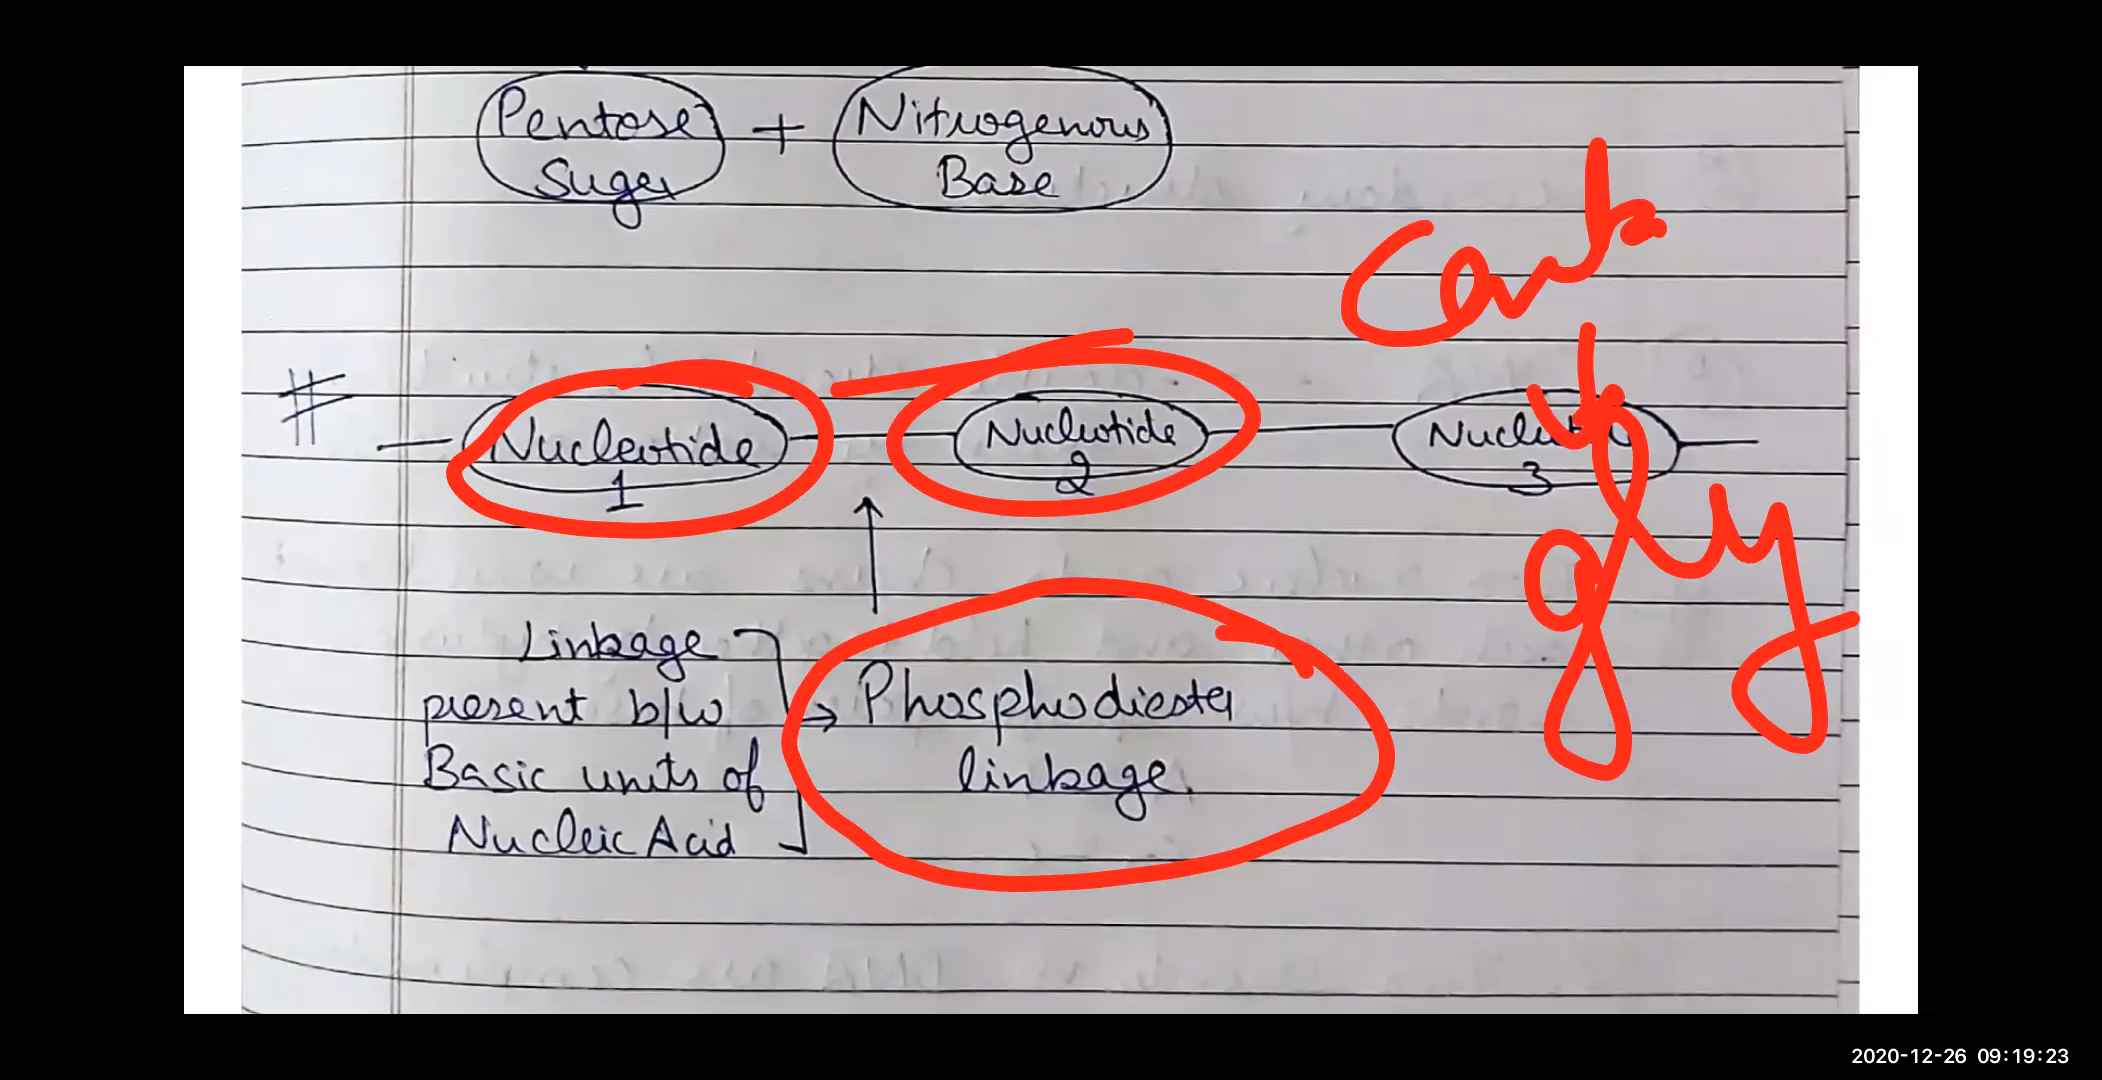 Pentose + Nitrogenous
Suger Base
Carb
↓
# Nucleotide Nucleotide
1 2 3
gly
Linkage
present b/w → Phosphodiester
Basic units of linkage.
Nucleic Acid
2020-12-26 09:19:23